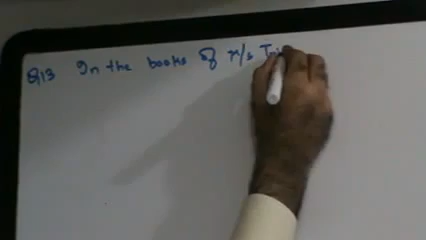 Q13 In the books of M/s